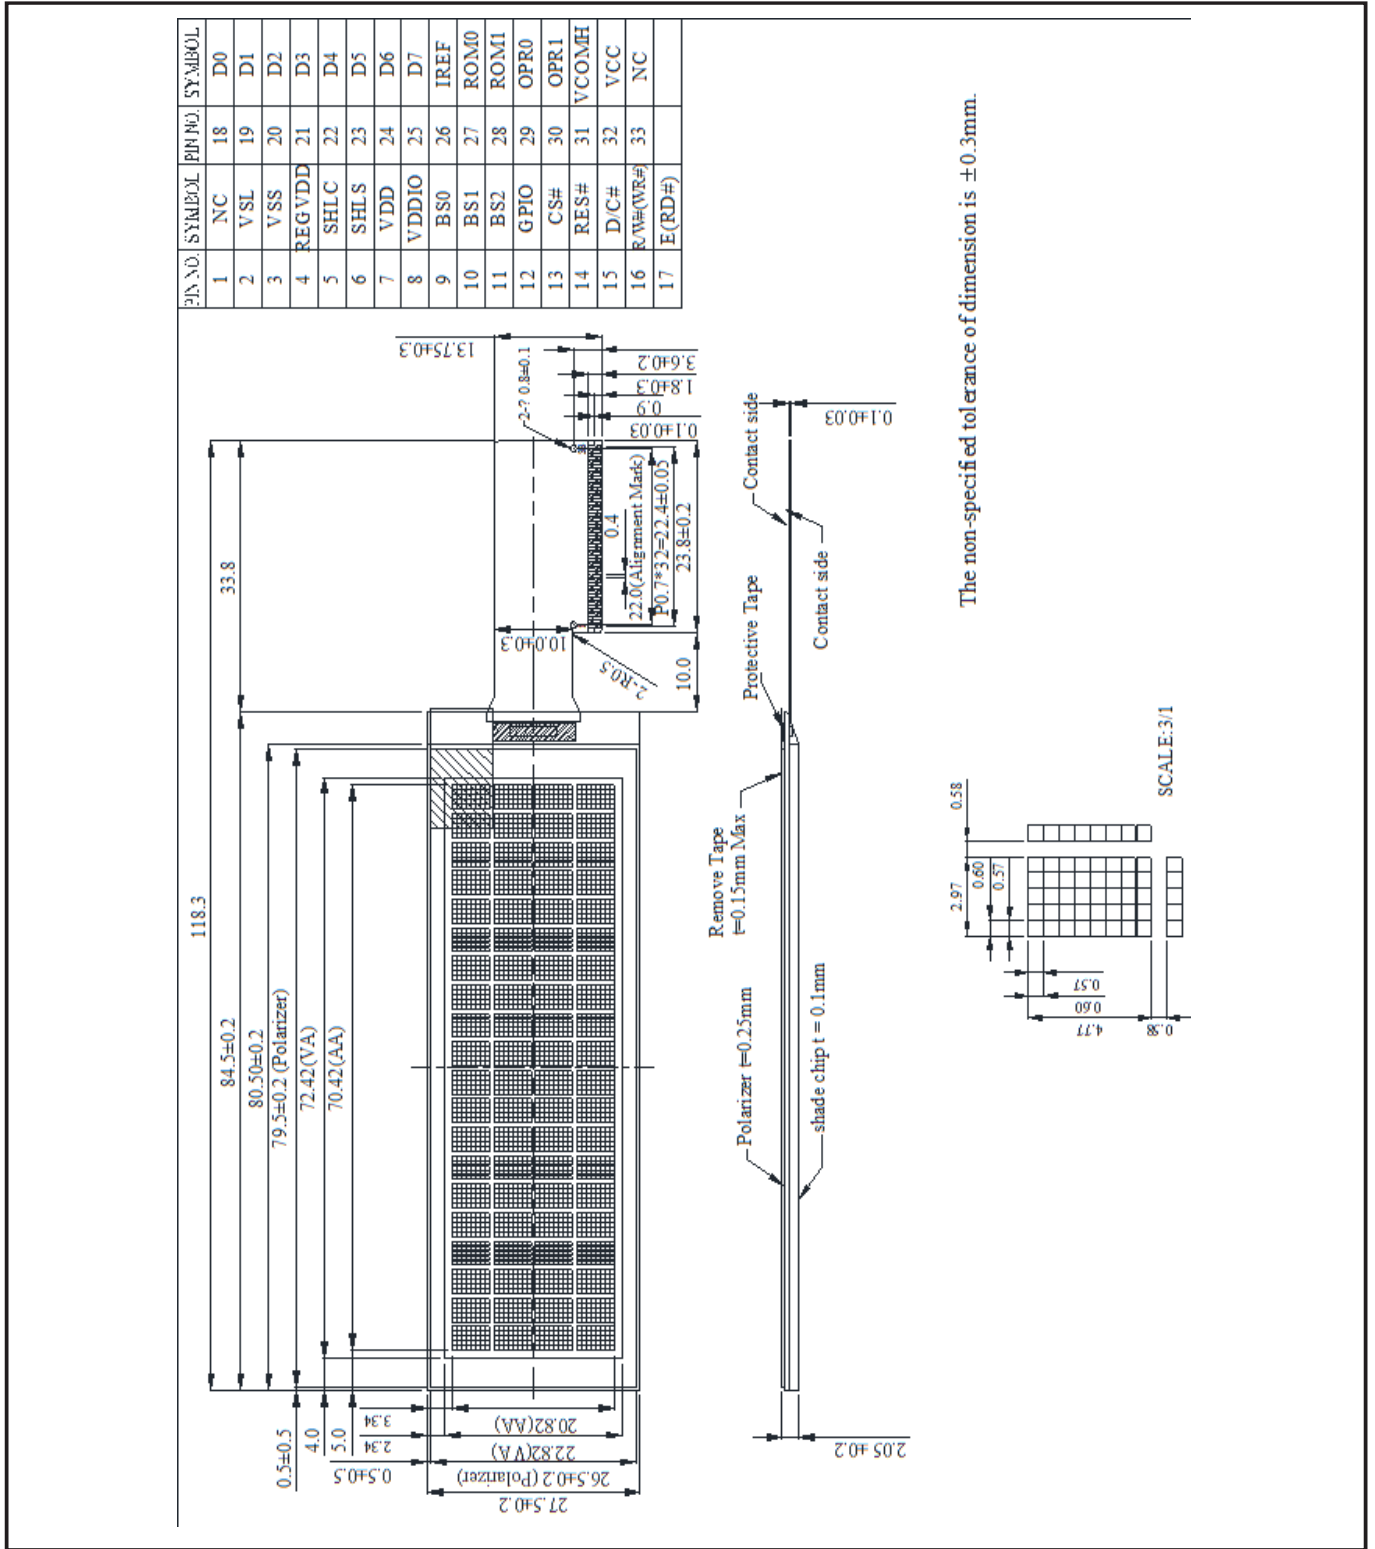 PIN NO. SYMBOL PIN NO. SYMBOL
1 NC 18 D0
2 VSL 19 D1
3 VSS 20 D2
4 REGVDD 21 D3
5 SHLC 22 D4
6 SHLS 23 D5
7 VDD 24 D6
8 VDDIO 25 D7
9 BS0 26 IREF
10 BS1 27 ROM0
11 BS2 28 ROM1
12 GPIO 29 OPR0
13 CS# 30 OPR1
14 RES# 31 VCOMH
15 D/C# 32 VCC
16 R/W#(WR#) 33 NC
17 E(RD#)
118.3
84.5±0.2
33.8
80.50±0.2
79.5±0.2 (Polarizer)
72.42(VA)
70.42(AA)
0.5±0.5
4.0
5.0
0.5±0.5
2.34
3.34
20.82(AA)
22.82(VA)
26.5±0.2 (Polarizer)
27.5±0.2
13.75±0.3
2-? 0.8±0.1
3.6±0.2
1.8±0.3
0.9
0.1±0.03
10.0±0.3
2-R0.5
0.4
22.0(Alignment Mark)
P0.7*32=22.4±0.05
23.8±0.2
10.0
Polarizer t=0.25mm
Remove Tape
t=0.15mm Max
Protective Tape
Contact side
shade chip t = 0.1mm
Contact side
0.1±0.03
2.05±0.2
The non-specified tolerance of dimension is ±0.3mm.
2.97
0.58
0.60
0.57
0.57
0.60
4.77
0.58
SCALE:3/1